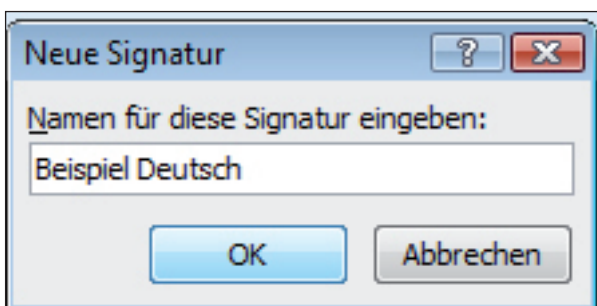 Neue Signatur
?
Namen für diese Signatur eingeben:
Beispiel Deutsch
OK Abbrechen